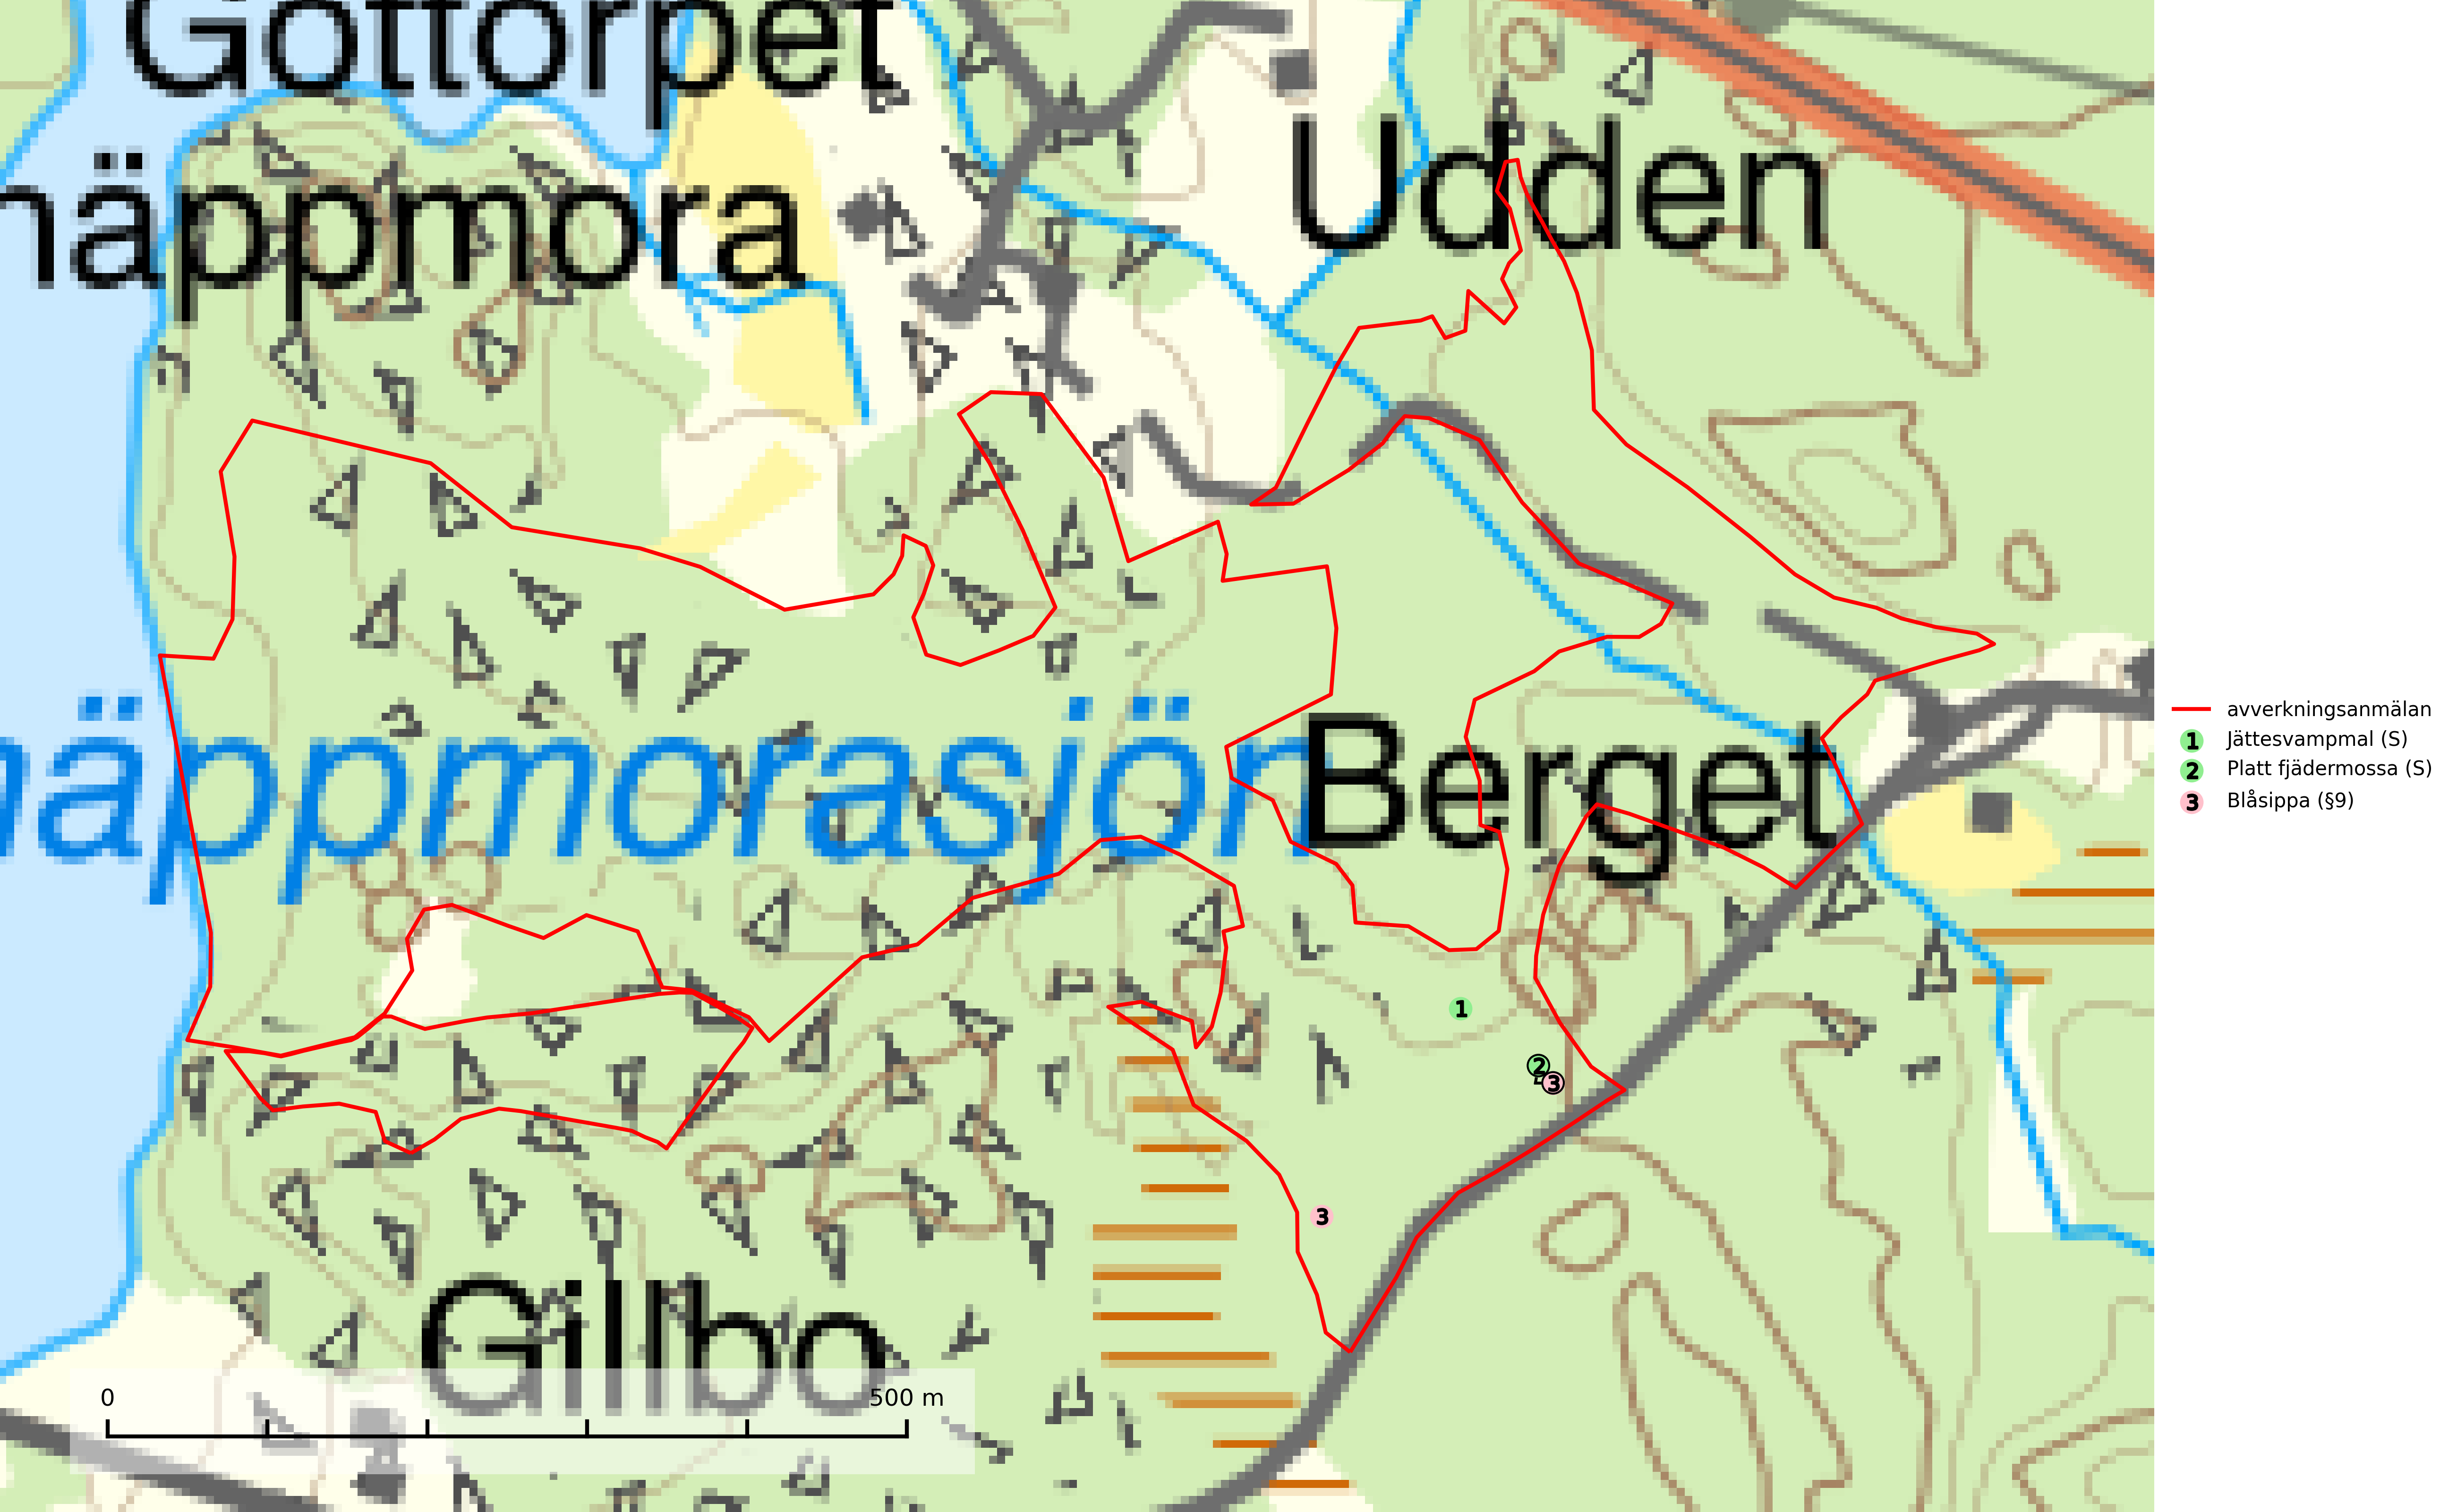 Gottorpet
näppmora
Udden
näppmorasjön
Berget
1
2
3
3
Gillbo
0 500 m
avverkningsanmälan
1 Jättesvampmal (S)
2 Platt fjädermossa (S)
3 Blåsippa (§9)